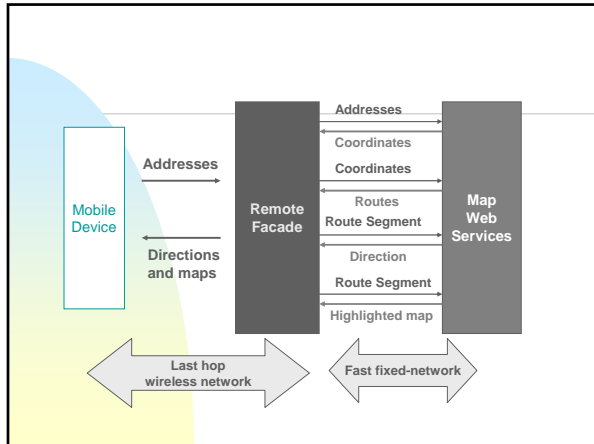 Mobile
Device
Addresses
Directions
and maps
Remote
Facade
Addresses
Coordinates
Coordinates
Routes
Route Segment
Direction
Route Segment
Highlighted map
Map
Web
Services
Last hop
wireless network
Fast fixed-network